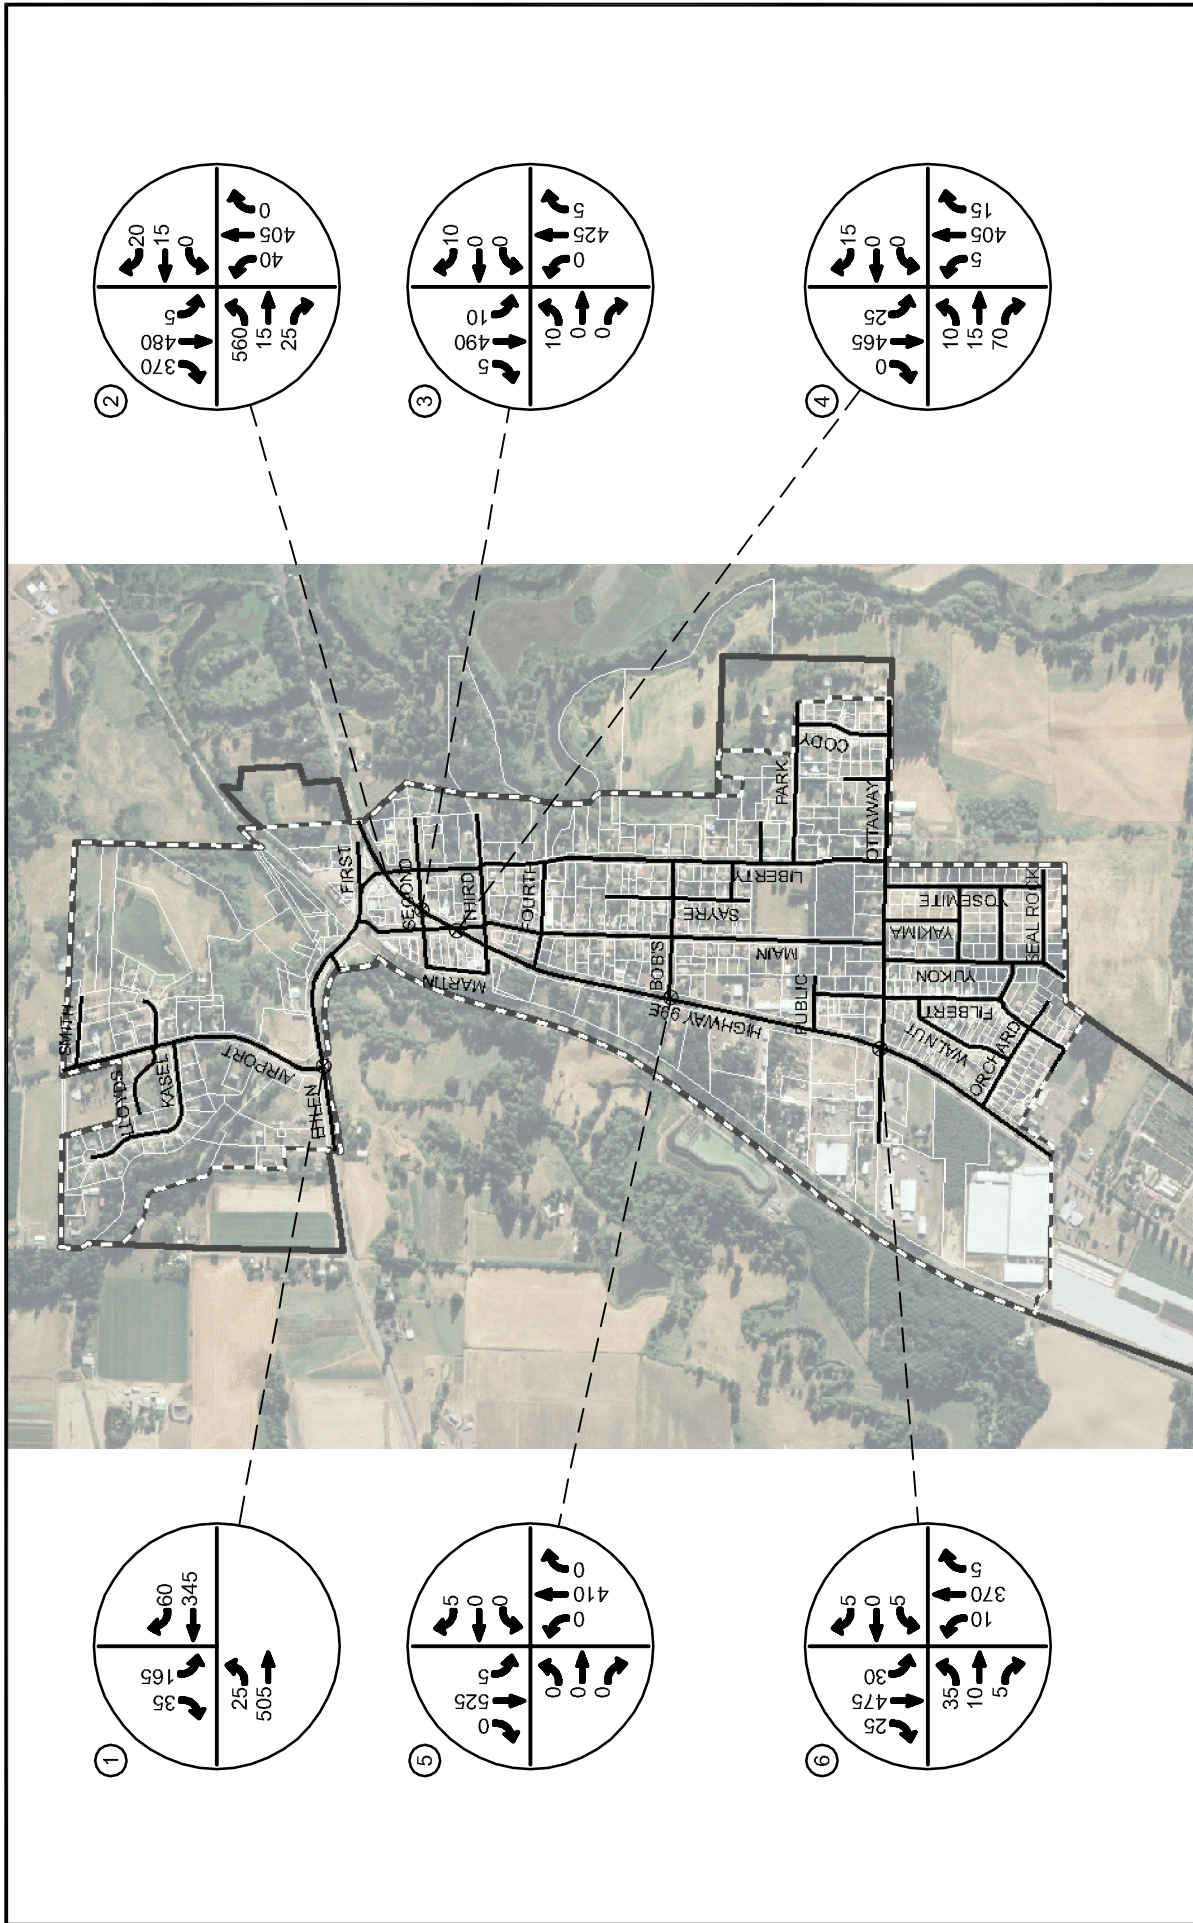 2
20
15
0
5
480
370
560
15
25
40
405
0
3
10
0
0
10
490
5
10
0
0
0
425
5
4
15
0
0
25
465
0
10
15
70
5
405
15
SMITH
LLOYDS
KASEL
AIRPORT
EHLEN
FIRST
SECOND
THIRD
FOURTH
MARTIN
BOB'S
HIGHWAY 99E
SAYRE
LIBERTY
MAIN
PUBLIC
PARK
CODY
OTTAWAY
YOSEMITE
YAKIMA
SEALROCK
YUKON
FILBERT
WALNUT
ORCHARD
1
60
345
165
35
25
505
5
5
0
0
5
525
0
0
0
0
0
410
0
6
5
0
5
30
475
25
35
10
5
10
370
5